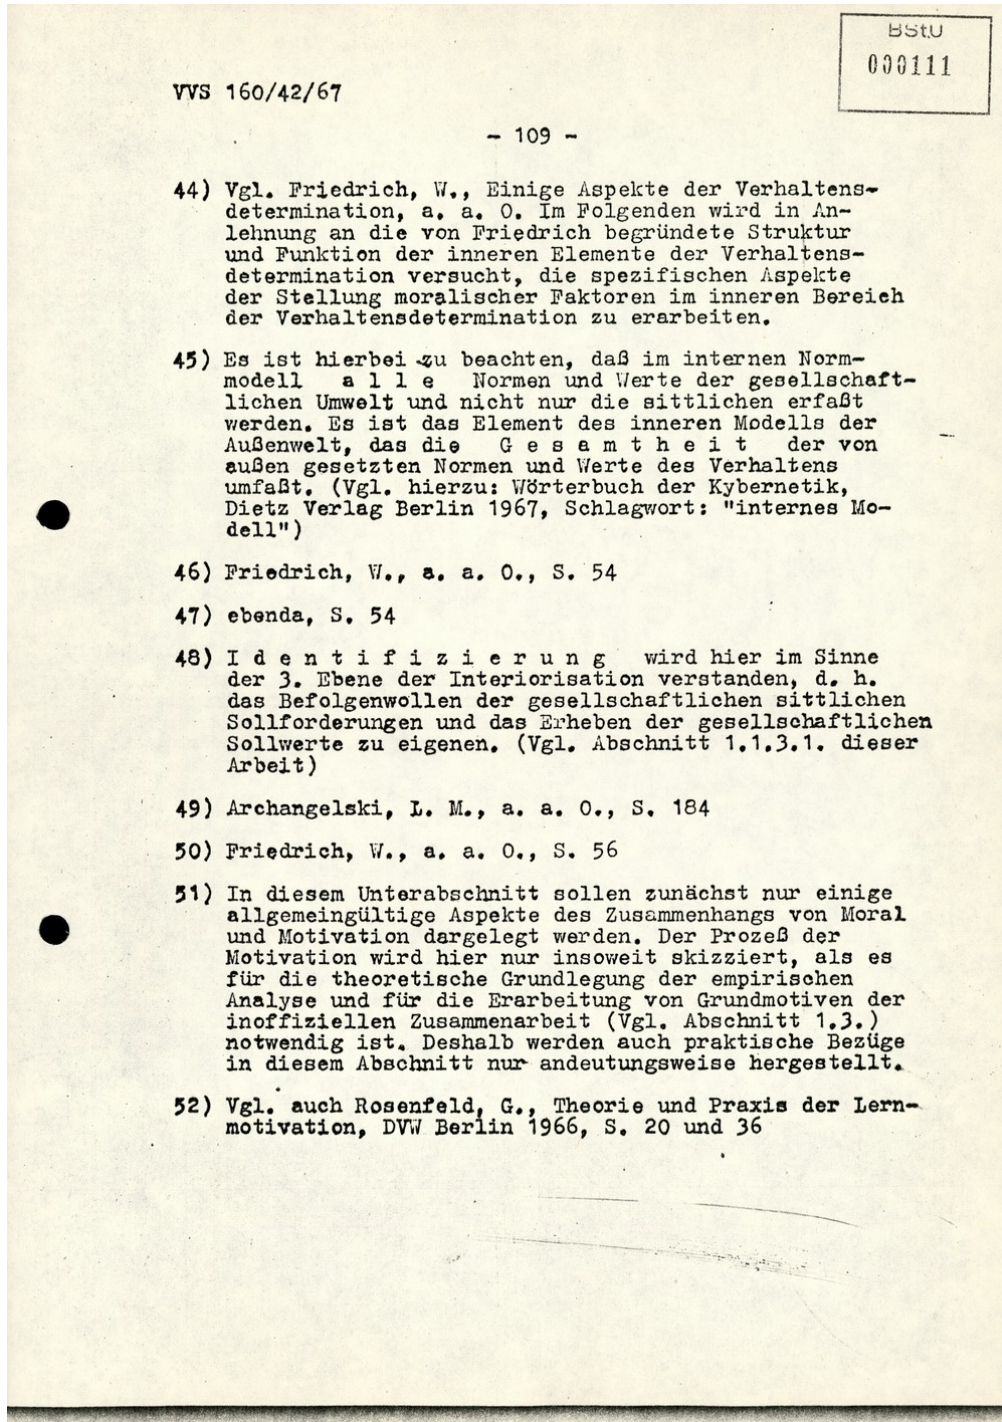 BStU
000111
VVS 160/42/67
- 109 -
44) Vgl. Friedrich, W., Einige Aspekte der Verhaltens-
determination, a. a. O. Im Folgenden wird in An-
lehnung an die von Friedrich begründete Struktur
und Funktion der inneren Elemente der Verhaltens-
determination versucht, die spezifischen Aspekte
der Stellung moralischer Faktoren im inneren Bereich
der Verhaltensdetermination zu erarbeiten.
45) Es ist hierbei zu beachten, daß im internen Norm-
modell a l l e Normen und Werte der gesellschaft-
lichen Umwelt und nicht nur die sittlichen erfaßt
werden. Es ist das Element des inneren Modells der
Außenwelt, das die G e s a m t h e i t der von
außen gesetzten Normen und Werte des Verhaltens
umfaßt. (Vgl. hierzu: Wörterbuch der Kybernetik,
Dietz Verlag Berlin 1967, Schlagwort: "internes Mo-
dell")
46) Friedrich, W., a. a. O., S. 54
47) ebenda, S. 54
48) I d e n t i f i z i e r u n g wird hier im Sinne
der 3. Ebene der Interiorisation verstanden, d. h.
das Befolgenwollen der gesellschaftlichen sittlichen
Sollforderungen und das Erheben der gesellschaftlichen
Sollwerte zu eigenen. (Vgl. Abschnitt 1.1.3.1. dieser
Arbeit)
49) Archangelski, L. M., a. a. O., S. 184
50) Friedrich, W., a. a. O., S. 56
51) In diesem Unterabschnitt sollen zunächst nur einige
allgemeingültige Aspekte des Zusammenhangs von Moral
und Motivation dargelegt werden. Der Prozeß der
Motivation wird hier nur insoweit skizziert, als es
für die theoretische Grundlegung der empirischen
Analyse und für die Erarbeitung von Grundmotiven der
inoffiziellen Zusammenarbeit (Vgl. Abschnitt 1.3.)
notwendig ist. Deshalb werden auch praktische Bezüge
in diesem Abschnitt nur andeutungsweise hergestellt.
52) Vgl. auch Rosenfeld, G., Theorie und Praxis der Lern-
motivation, DVW Berlin 1966, S. 20 und 36